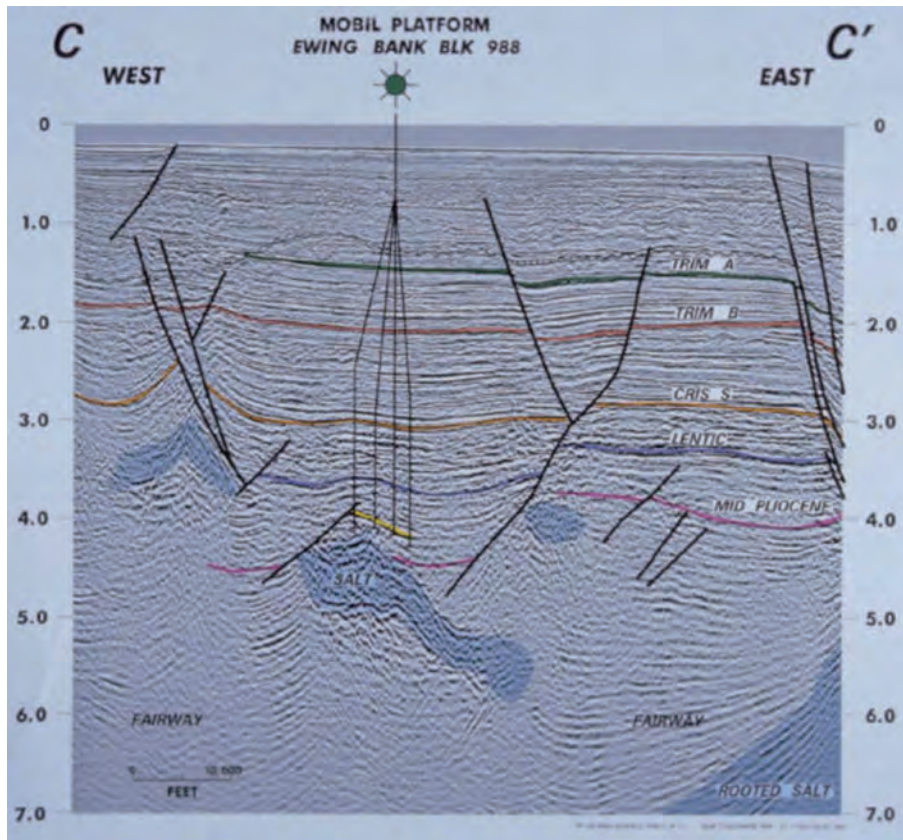 C
MOBIL PLATFORM
EWING BANK BLK 988
C'
WEST
EAST
0
0
1.0
1.0
TRIM A
2.0
TRIM B
2.0
CRIS S
3.0
3.0
LENTIC
MID PLIOCENE
4.0
4.0
SALT
5.0
5.0
FAIRWAY
FAIRWAY
6.0
6.0
0 10,000
FEET
ROOTED SALT
7.0
7.0